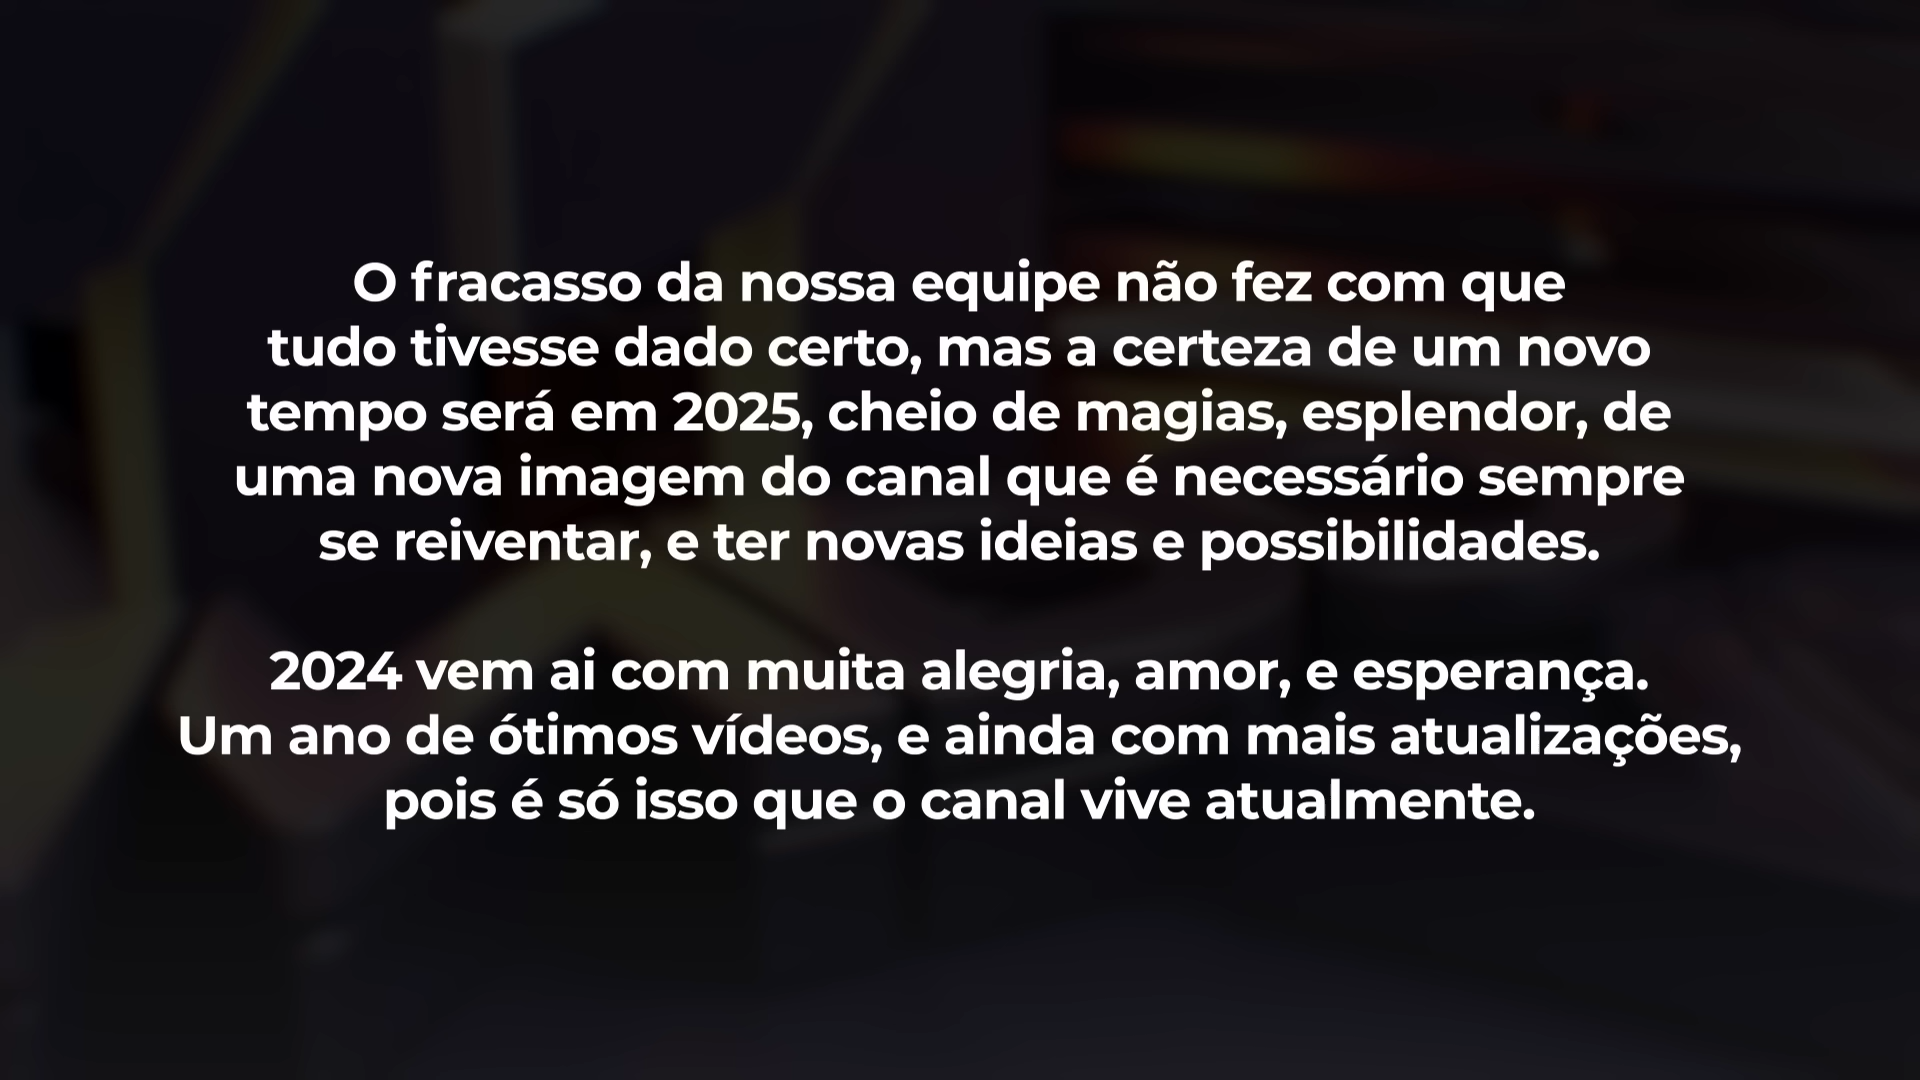 O fracasso da nossa equipe não fez com que
tudo tivesse dado certo, mas a certeza de um novo
tempo será em 2025, cheio de magias, esplendor, de
uma nova imagem do canal que é necessário sempre
se reiventar, e ter novas ideias e possibilidades.
2024 vem ai com muita alegria, amor, e esperança.
Um ano de ótimos vídeos, e ainda com mais atualizações,
pois é só isso que o canal vive atualmente.